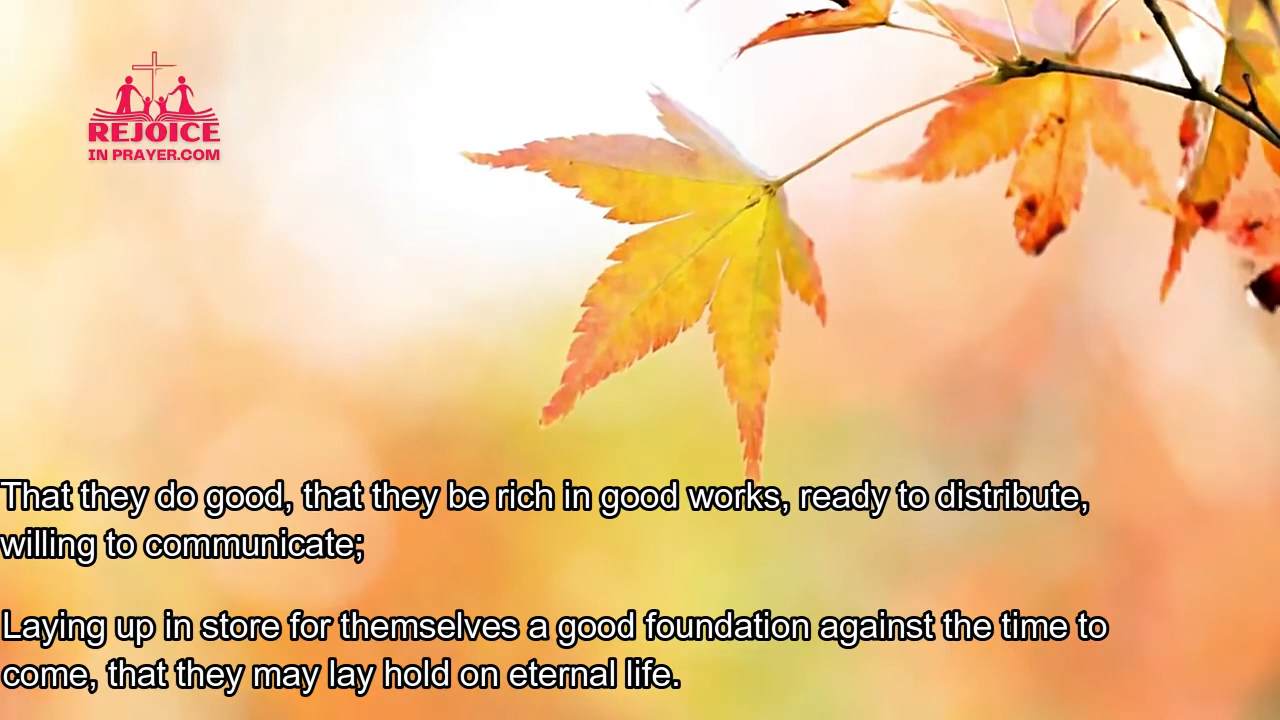 REJOICE
IN PRAYER.COM
That they do good, that they be rich in good works, ready to distribute,
willing to communicate;
Laying up in store for themselves a good foundation against the time to
come, that they may lay hold on eternal life.